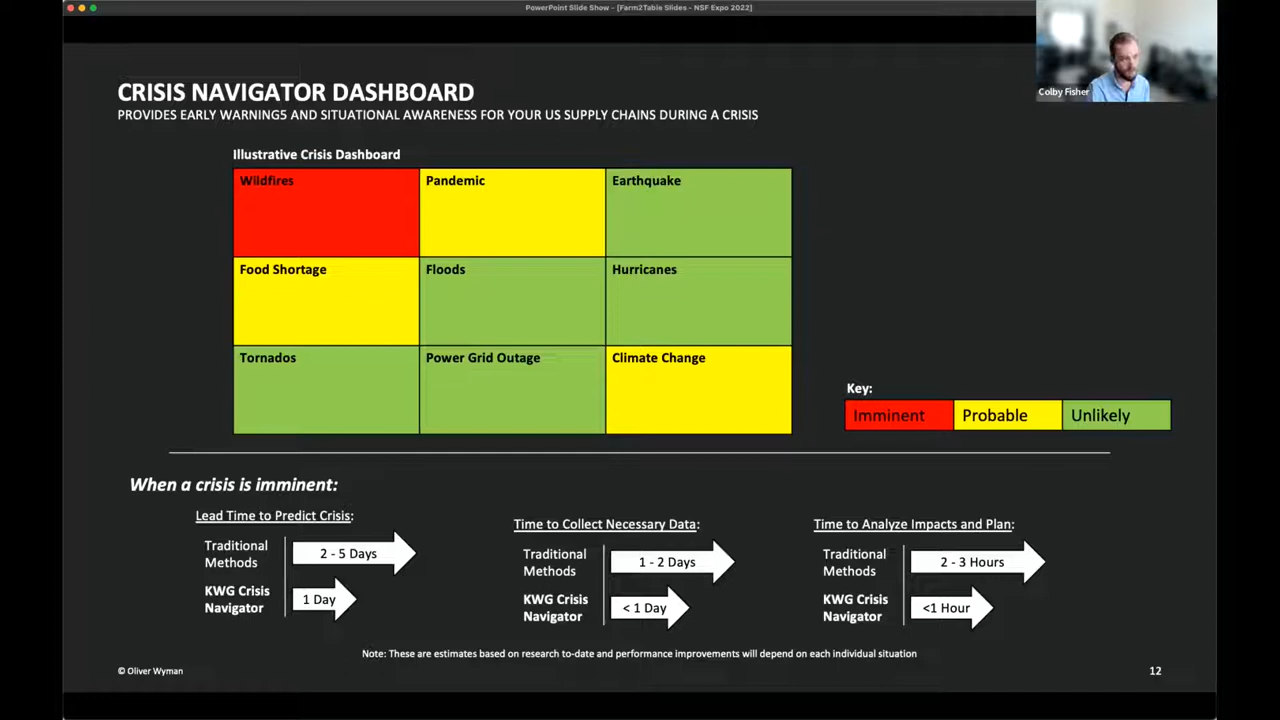 PowerPoint Slide Show - [Farm2Table Slides - NSF Expo 2022]
Colby Fisher
CRISIS NAVIGATOR DASHBOARD
PROVIDES EARLY WARNINGS AND SITUATIONAL AWARENESS FOR YOUR US SUPPLY CHAINS DURING A CRISIS
Illustrative Crisis Dashboard
Wildfires
Pandemic
Earthquake
Food Shortage
Floods
Hurricanes
Tornados
Power Grid Outage
Climate Change
Key:
Imminent
Probable
Unlikely
When a crisis is imminent:
Lead Time to Predict Crisis:
Traditional
Methods
2 - 5 Days
KWG Crisis
Navigator
1 Day
Time to Collect Necessary Data:
Traditional
Methods
1 - 2 Days
KWG Crisis
Navigator
< 1 Day
Time to Analyze Impacts and Plan:
Traditional
Methods
2 - 3 Hours
KWG Crisis
Navigator
<1 Hour
Note: These are estimates based on research to-date and performance improvements will depend on each individual situation
© Oliver Wyman
12